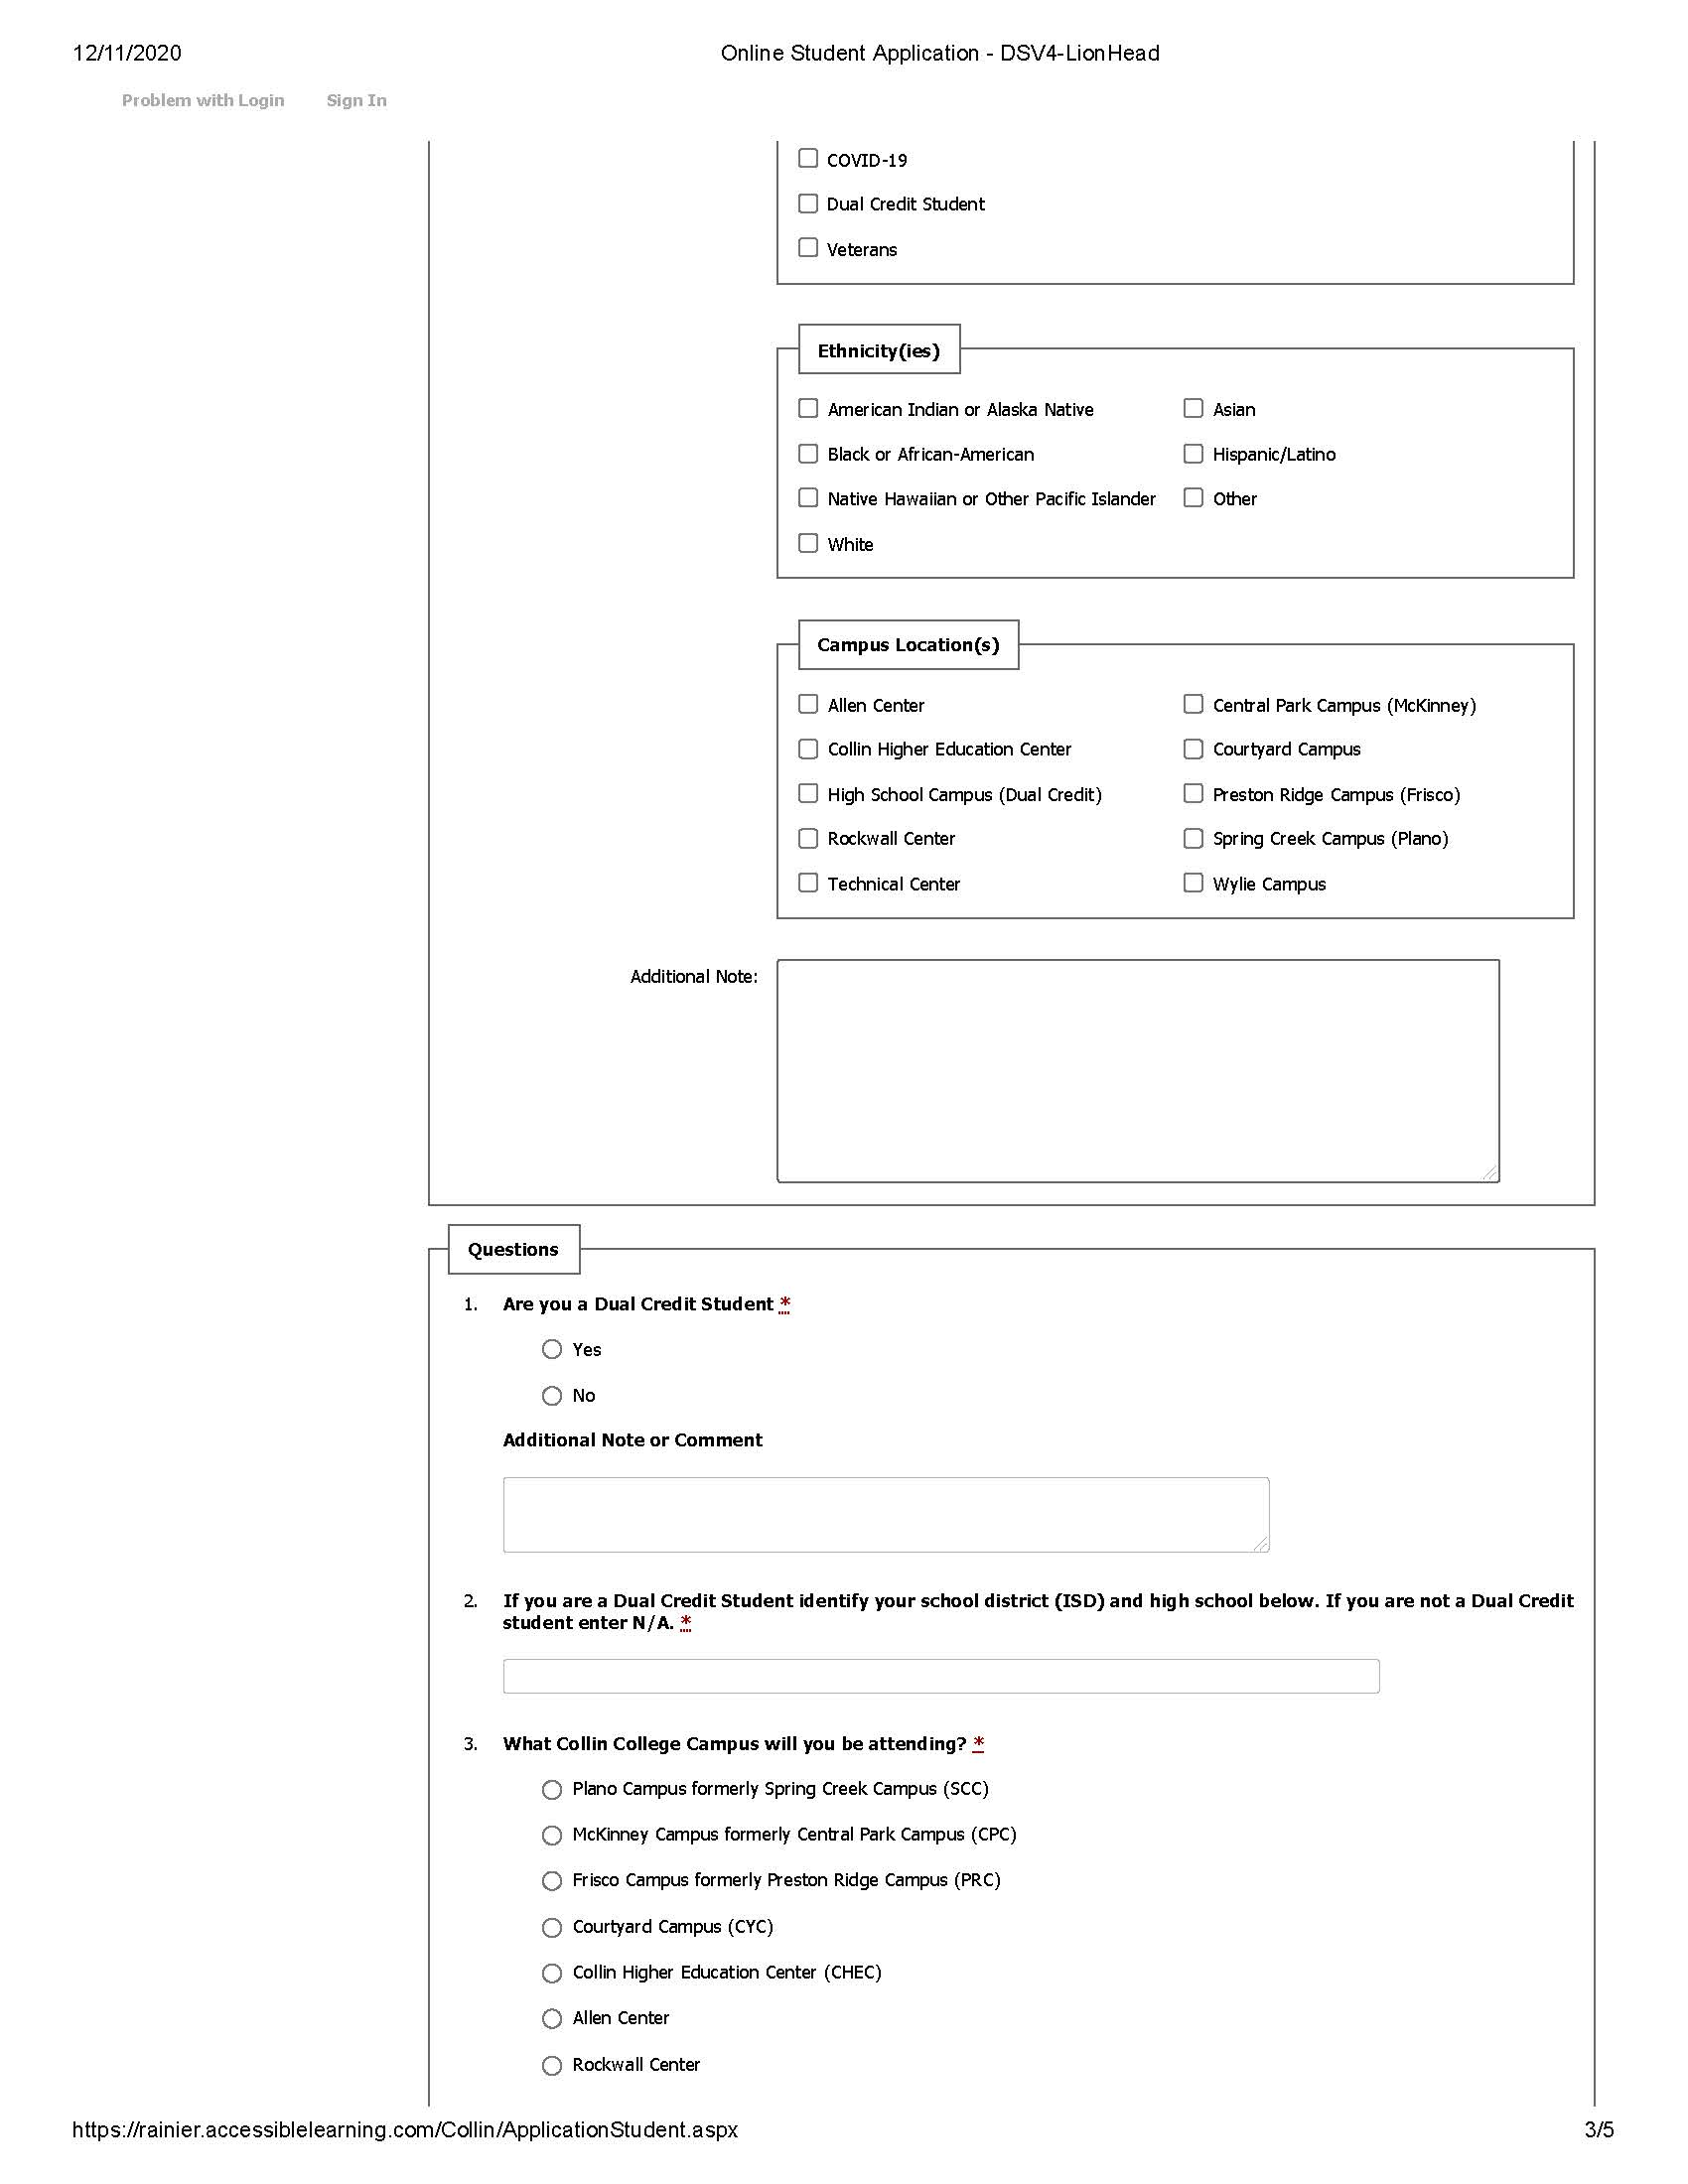 12/11/2020 Online Student Application - DSV4-LionHead
Problem with Login Sign In
COVID-19
Dual Credit Student
Veterans
Ethnicity(ies)
American Indian or Alaska Native Asian
Black or African-American Hispanic/Latino
Native Hawaiian or Other Pacific Islander Other
White
Campus Location(s)
Allen Center Central Park Campus (McKinney)
Collin Higher Education Center Courtyard Campus
High School Campus (Dual Credit) Preston Ridge Campus (Frisco)
Rockwall Center Spring Creek Campus (Plano)
Technical Center Wylie Campus
Additional Note:
Questions
1. Are you a Dual Credit Student *
Yes
No
Additional Note or Comment
2. If you are a Dual Credit Student identify your school district (ISD) and high school below. If you are not a Dual Credit
student enter N/A. *
3. What Collin College Campus will you be attending? *
Plano Campus formerly Spring Creek Campus (SCC)
McKinney Campus formerly Central Park Campus (CPC)
Frisco Campus formerly Preston Ridge Campus (PRC)
Courtyard Campus (CYC)
Collin Higher Education Center (CHEC)
Allen Center
Rockwall Center
https://rainier.accessiblelearning.com/Collin/ApplicationStudent.aspx 3/5